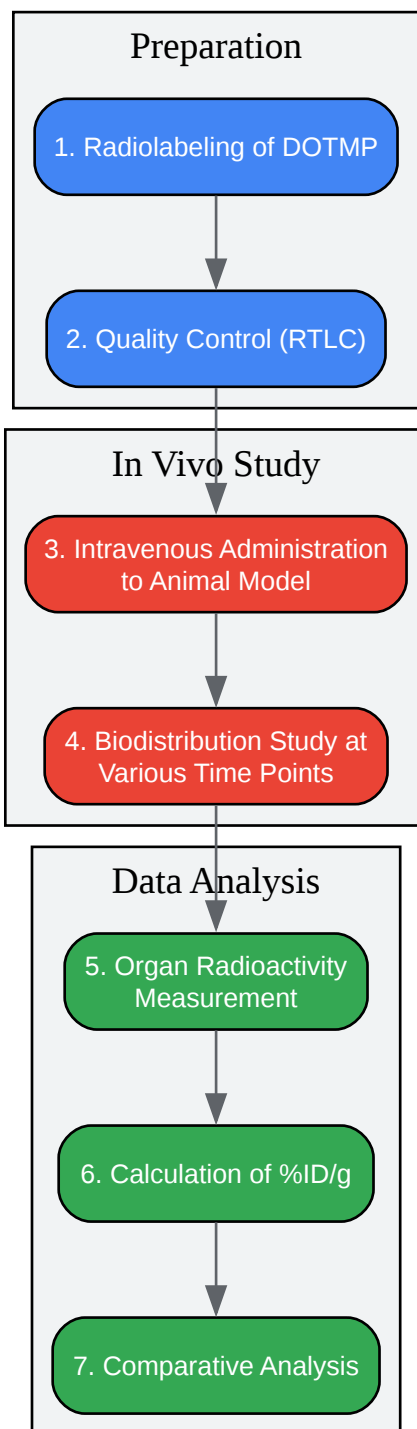 Preparation
1. Radiolabeling of DOTMP
2. Quality Control (RTLC)
In Vivo Study
3. Intravenous Administration
to Animal Model
4. Biodistribution Study at
Various Time Points
Data Analysis
5. Organ Radioactivity
Measurement
6. Calculation of %ID/g
7. Comparative Analysis